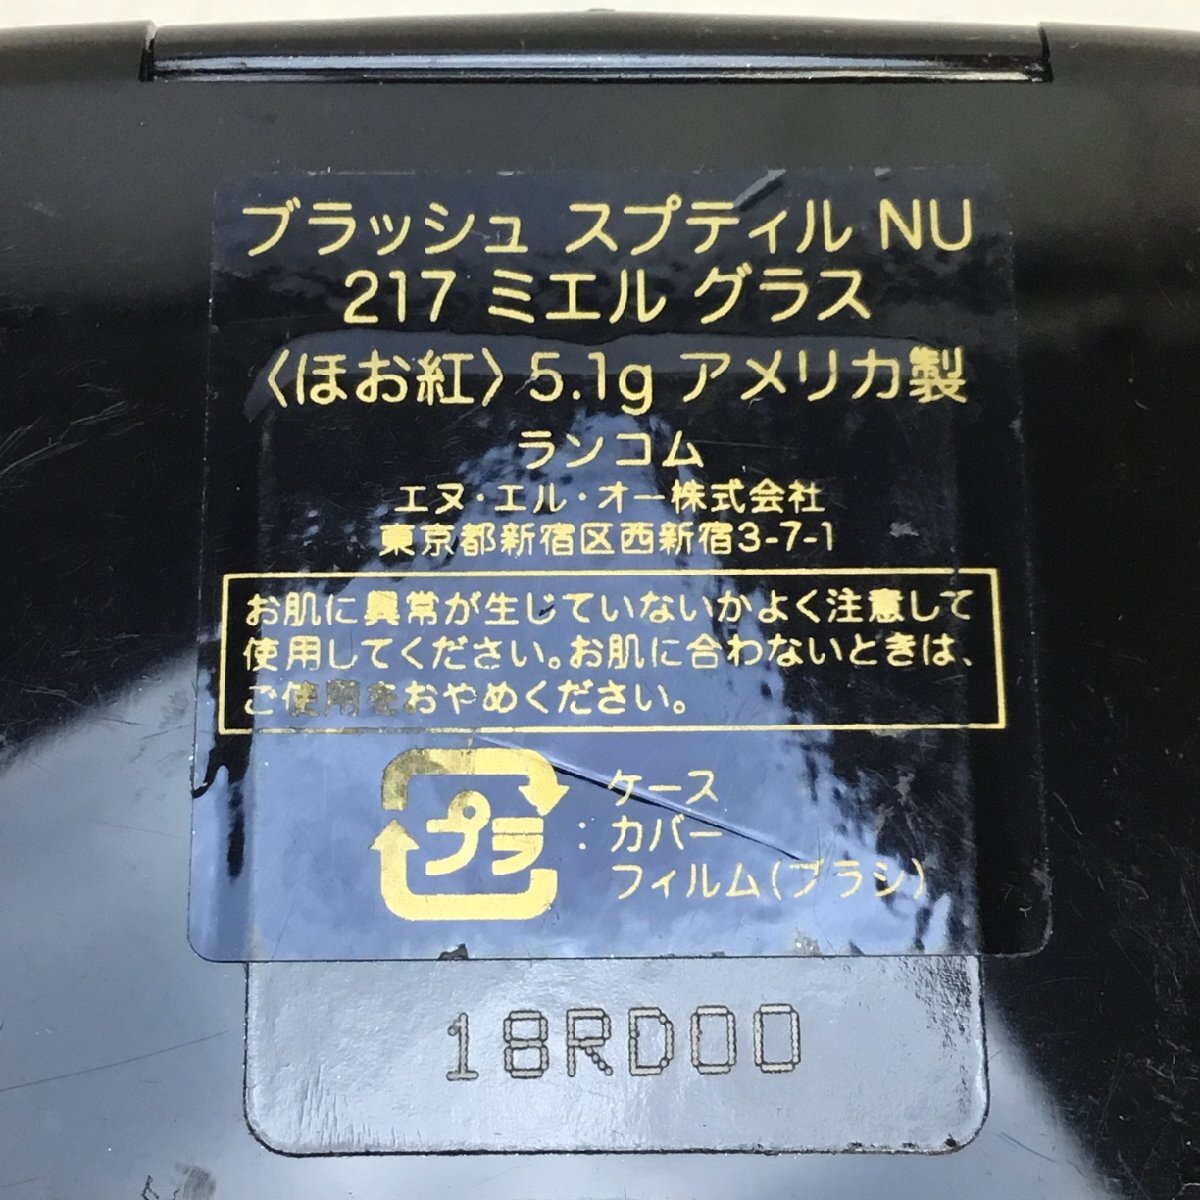 ブラッシュ スプティル NU
217 ミエル グラス
〈ほお紅〉5.1g アメリカ製
ランコム
エヌ・エル・オー株式会社
東京都新宿区西新宿3-7-1
お肌に異常が生じていないかよく注意して
使用してください。お肌に合わないときは、
ご使用をおやめください。
プラ
ケース
: カバー
フィルム(ブラシ)
18RD00